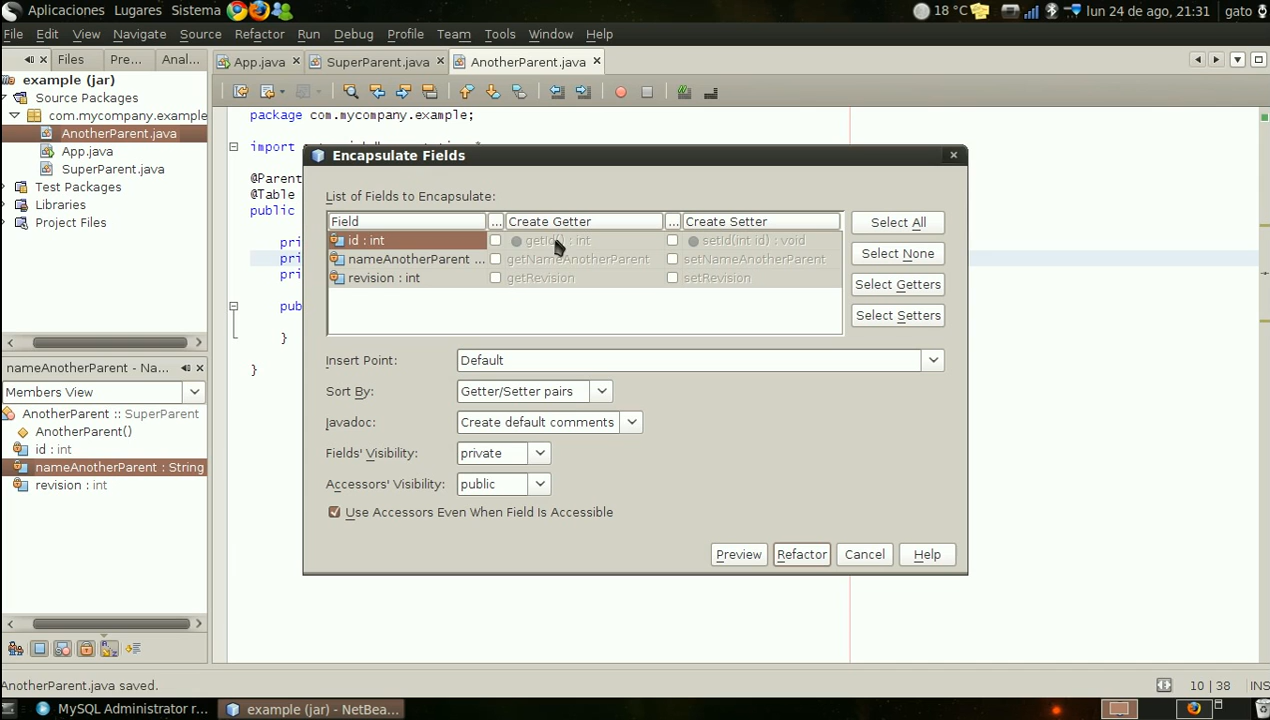 Aplicaciones Lugares Sistema 18 °C lun 24 de ago, 21:31 gato
File Edit View Navigate Source Refactor Run Debug Profile Team Tools Window Help
Files Pre... Anal... App.java SuperParent.java AnotherParent.java
example (jar)
Source Packages
com.mycompany.example
AnotherParent.java
App.java
SuperParent.java
Test Packages
Libraries
Project Files
package com.mycompany.example;
import
@Parent
@Table
public
pri
pri
pri
pub
}
}
Encapsulate Fields
List of Fields to Encapsulate:
Field ... Create Getter ... Create Setter
id : int getId() : int setId(int id) : void
nameAnotherParent ... getNameAnotherParent setNameAnotherParent
revision : int getRevision setRevision
Select All
Select None
Select Getters
Select Setters
Insert Point: Default
Sort By: Getter/Setter pairs
Javadoc: Create default comments
Fields' Visibility: private
Accessors' Visibility: public
Use Accessors Even When Field Is Accessible
Preview Refactor Cancel Help
nameAnotherParent - Na...
Members View
AnotherParent :: SuperParent
AnotherParent()
id : int
nameAnotherParent : String
revision : int
AnotherParent.java saved. 10 | 38 INS
MySQL Administrator r... example (jar) - NetBea...